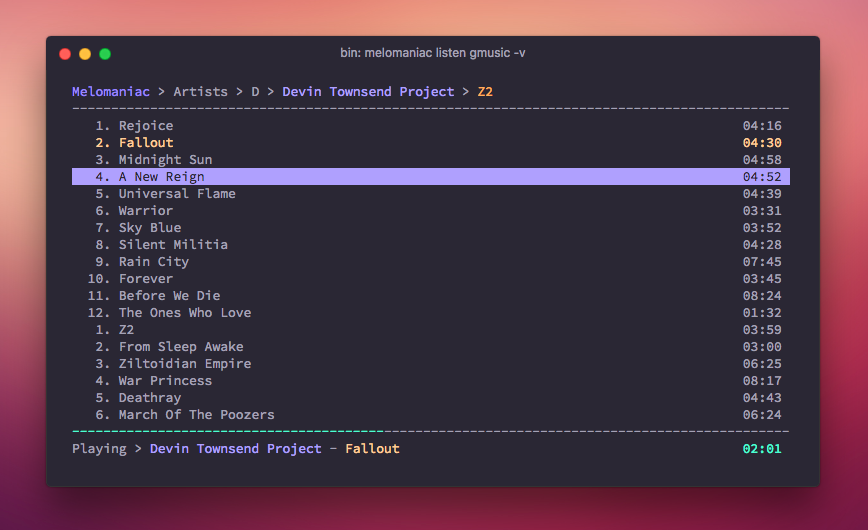 bin: melomaniac listen gmusic -v
Melomaniac > Artists > D > Devin Townsend Project > Z2
1. Rejoice 04:16
2. Fallout 04:30
3. Midnight Sun 04:58
4. A New Reign 04:52
5. Universal Flame 04:39
6. Warrior 03:31
7. Sky Blue 03:52
8. Silent Militia 04:28
9. Rain City 07:45
10. Forever 03:45
11. Before We Die 08:24
12. The Ones Who Love 01:32
1. Z2 03:59
2. From Sleep Awake 03:00
3. Ziltoidian Empire 06:25
4. War Princess 08:17
5. Deathray 04:43
6. March Of The Poozers 06:24
Playing > Devin Townsend Project – Fallout 02:01